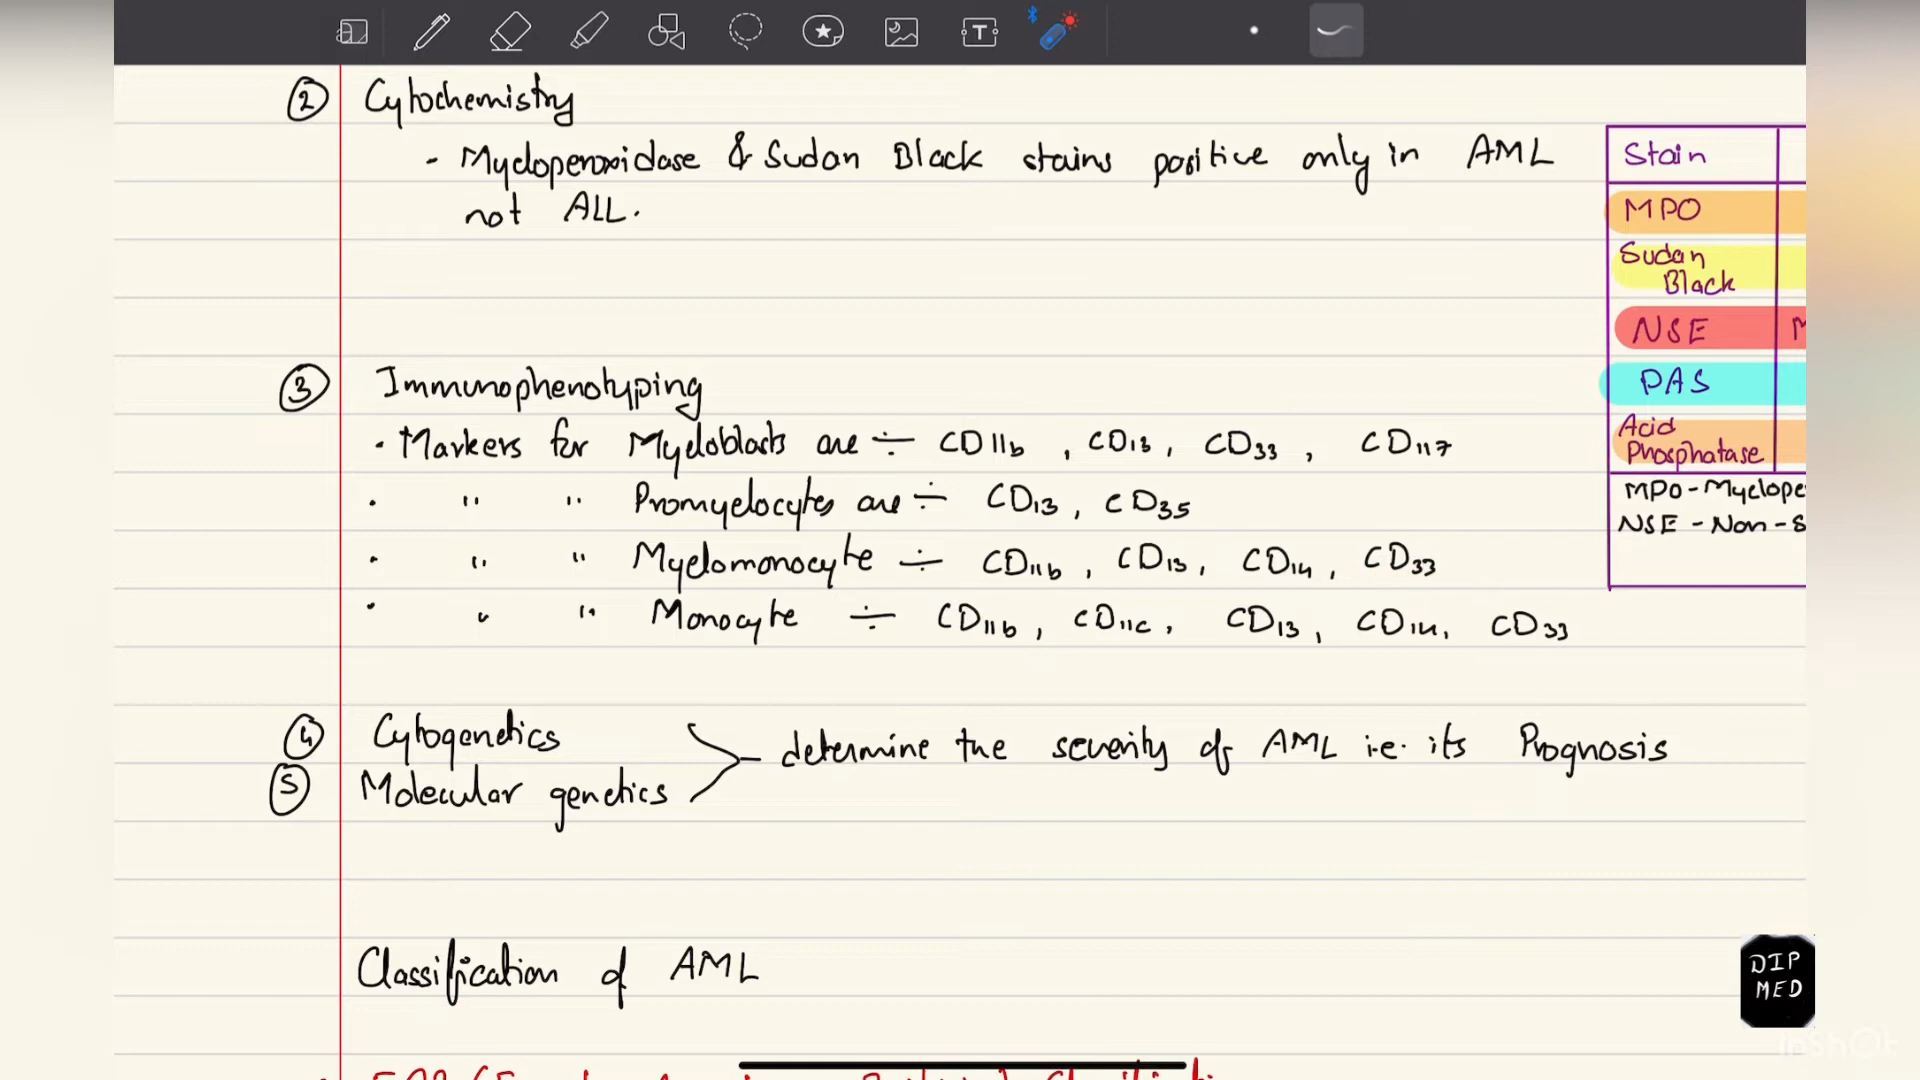 ② Cytochemistry
- Myeloperoxidase & Sudan Black stains positive only in AML
not ALL.
③ Immunophenotyping
· Markers for Myeloblasts are ÷ CD11b , CD13, CD33 , CD117
· " " Promyelocytes are ÷ CD13, CD35
· " " Myelomonocyte ÷ CD11b , CD13, CD14, CD33
· " " Monocyte ÷ CD11b, CD11c, CD13, CD14, CD33
④ Cytogenetics
⑤ Molecular genetics
determine the severity of AML i.e. its Prognosis
Classification of AML
Stain
MPO
Sudan
Black
NSE M
PAS
Acid
Phosphatase
MPO - Myelope
NSE - Non - S
DIP
MED
InShOt